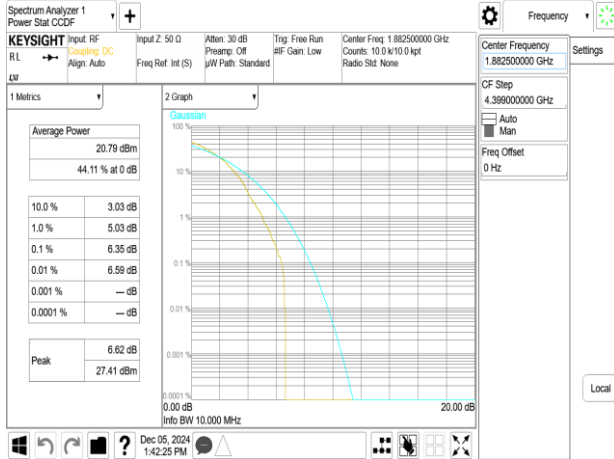 Spectrum Analyzer 1
Power Stat CCDF
Frequency
KEYSIGHT
RL
LXI
Input: RF
Coupling: DC
Align: Auto
Input Z: 50 Ω
Freq Ref: Int (S)
Atten: 30 dB
Preamp: Off
µW Path: Standard
Trig: Free Run
#IF Gain: Low
Center Freq: 1.882500000 GHz
Counts: 10.0 k/10.0 kpt
Radio Std: None
Center Frequency
1.882500000 GHz
Settings
CF Step
4.399000000 GHz
Auto
Man
Freq Offset
0 Hz
1 Metrics
Average Power
20.79 dBm
44.11 % at 0 dB
10.0 % 3.03 dB
1.0 % 5.03 dB
0.1 % 6.35 dB
0.01 % 6.59 dB
0.001 % --- dB
0.0001 % --- dB
Peak
6.62 dB
27.41 dBm
2 Graph
Gaussian
100 %
10 %
1 %
0.1 %
0.01 %
0.001 %
0.0001 %
0.00 dB 20.00 dB
Info BW 10.000 MHz
Local
?
Dec 05, 2024
1:42:25 PM